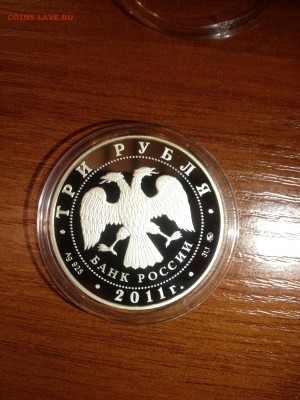 COINS.LAVE.RU
ТРИ РУБЛЯ
БАНК РОССИИ
Ag 925
31,1
2011г.